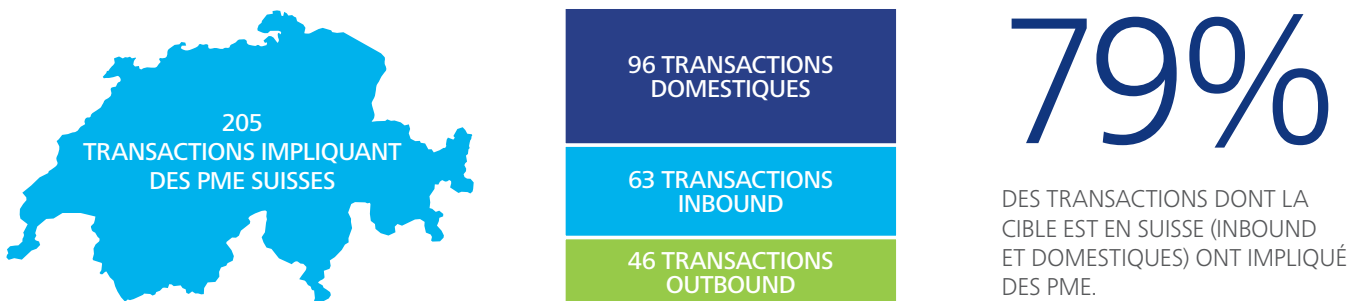 205
TRANSACTIONS IMPLIQUANT
DES PME SUISSES
96 TRANSACTIONS
DOMESTIQUES
63 TRANSACTIONS
INBOUND
46 TRANSACTIONS
OUTBOUND
79%
DES TRANSACTIONS DONT LA
CIBLE EST EN SUISSE (INBOUND
ET DOMESTIQUES) ONT IMPLIQUÉ
DES PME.